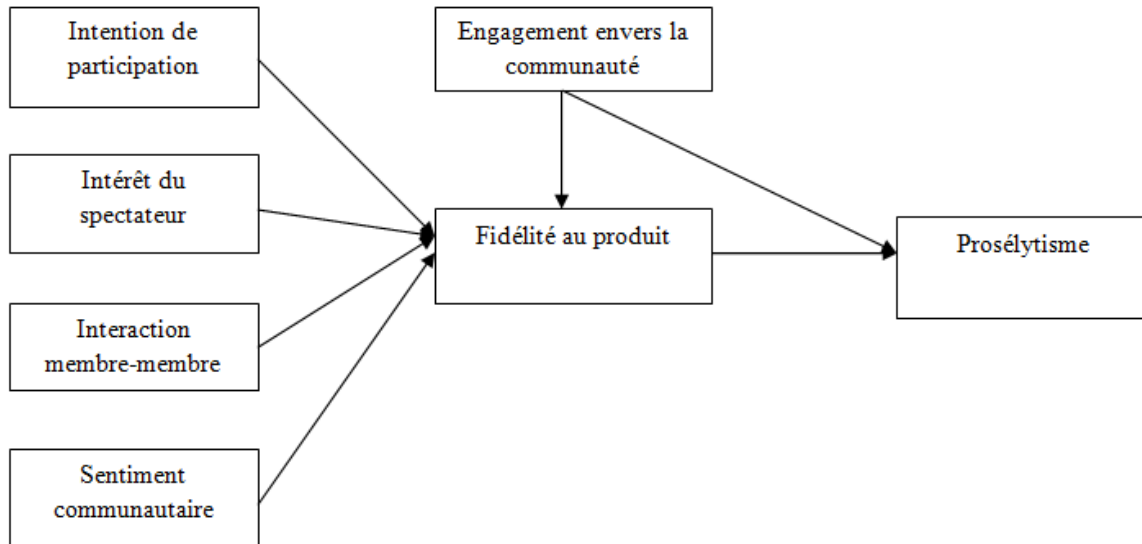 Intention de
participation
Engagement envers la
communauté
Intérêt du
spectateur
Fidélité au produit
Prosélytisme
Interaction
membre-membre
Sentiment
communautaire